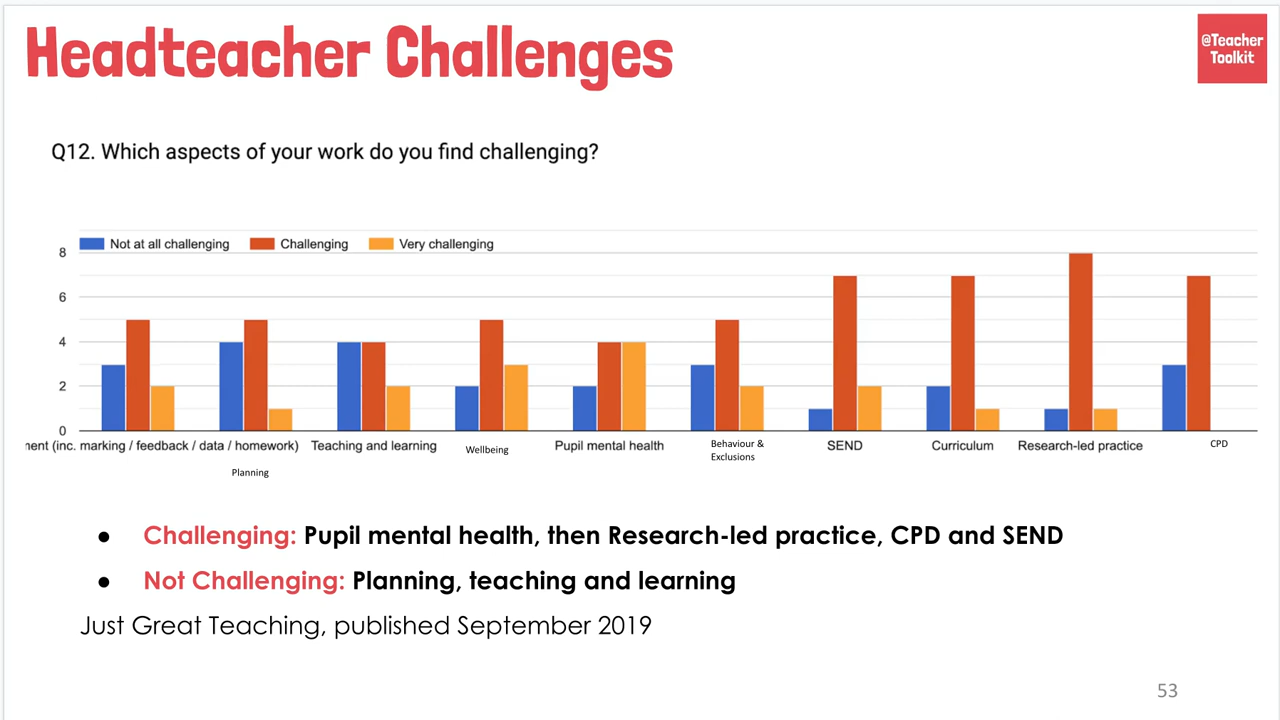 Headteacher Challenges
@Teacher
Toolkit
Q12. Which aspects of your work do you find challenging?
Not at all challenging Challenging Very challenging
8
6
4
2
0
(inc. marking / feedback / data / homework) Teaching and learning Wellbeing Pupil mental health Behaviour & Exclusions SEND Curriculum Research-led practice CPD
Planning
● Challenging: Pupil mental health, then Research-led practice, CPD and SEND
● Not Challenging: Planning, teaching and learning
Just Great Teaching, published September 2019
53